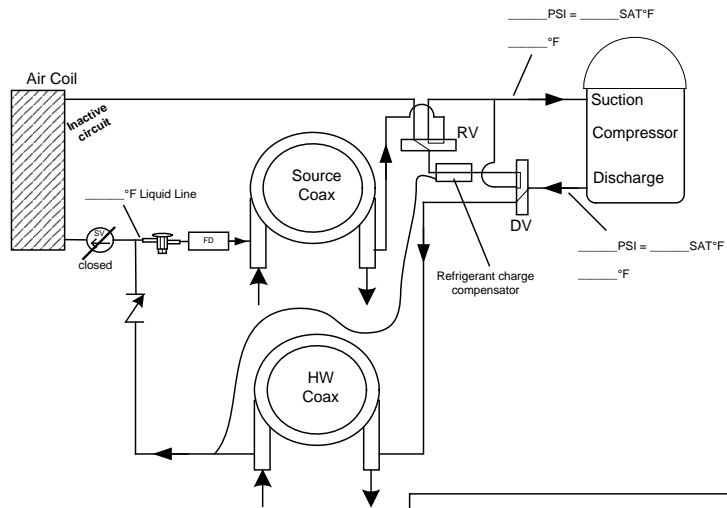 ______PSI = ______SAT°F
______°F
Air Coil
Inactive
circuit
Suction
Compressor
Discharge
RV
Source
Coax
______°F Liquid Line
SV
closed
FD
DV
Refrigerant charge
compensator
______PSI = ______SAT°F
______°F
HW
Coax